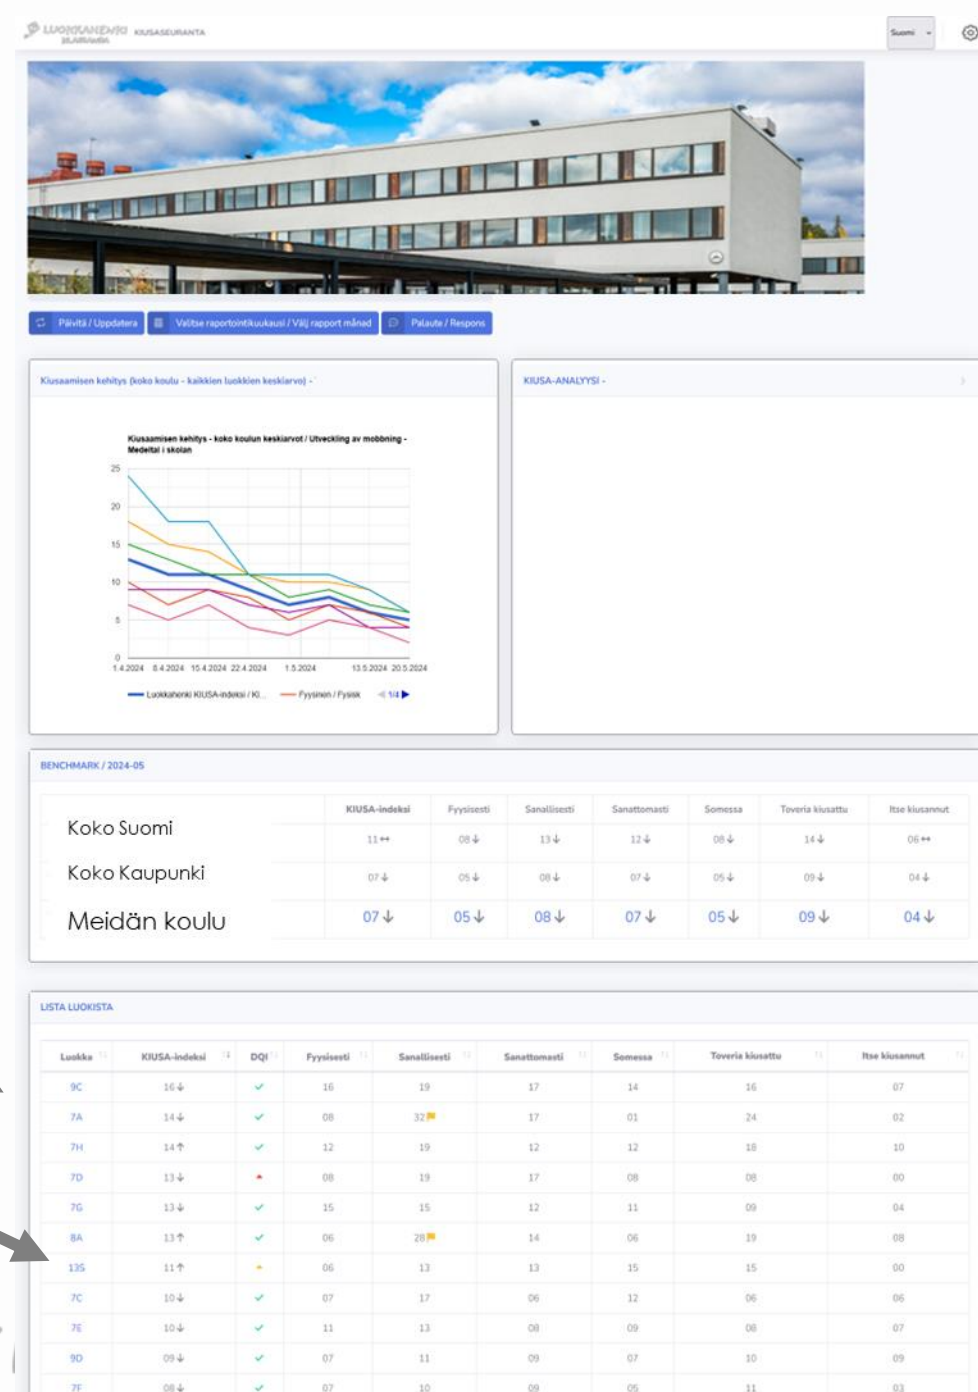 LUOKKAHENKI KIUSASEURANTA
Suomi
Päivitä / Uppdatera Valitse raportointikuukausi / Välj rapport månad Palaute / Respons
Kiusaamisen kehitys (koko koulu - kaikkien luokkien keskiarvo) -
KIUSA-ANALYYSI -
Kiusaamisen kehitys - koko koulun keskiarvot / Utveckling av mobbning -
Medeltal i skolan
25
20
15
10
5
0
1.4.2024 8.4.2024 15.4.2024 22.4.2024 1.5.2024 13.5.2024 20.5.2024
Luokkahenki KIUSA-indeksi / KI... Fyysinen / Fysisk 1/4
BENCHMARK / 2024-05
KIUSA-indeksi Fyysisesti Sanallisesti Sanattomasti Somessa Toveria kiusattu Itse kiusannut
Koko Suomi 11↔ 08↓ 13↓ 12↓ 08↓ 14↓ 06↔
Koko Kaupunki 07↓ 05↓ 08↓ 07↓ 05↓ 09↓ 04↓
Meidän koulu 07↓ 05↓ 08↓ 07↓ 05↓ 09↓ 04↓
LISTA LUOKISTA
Luokka KIUSA-indeksi DQI Fyysisesti Sanallisesti Sanattomasti Somessa Toveria kiusattu Itse kiusannut
9C 16↓ 16 19 17 14 16 07
7A 14↓ 08 32 17 01 24 02
7H 14↑ 12 19 12 12 18 10
7D 13↓ 08 19 17 08 08 00
7G 13↓ 15 15 12 11 09 04
8A 13↑ 06 28 14 06 19 08
13S 11↑ 06 13 13 15 15 00
7C 10↓ 07 17 06 12 06 06
7E 10↓ 11 13 08 09 08 07
9D 09↓ 07 11 09 07 10 09
7F 08↓ 07 10 09 05 11 03